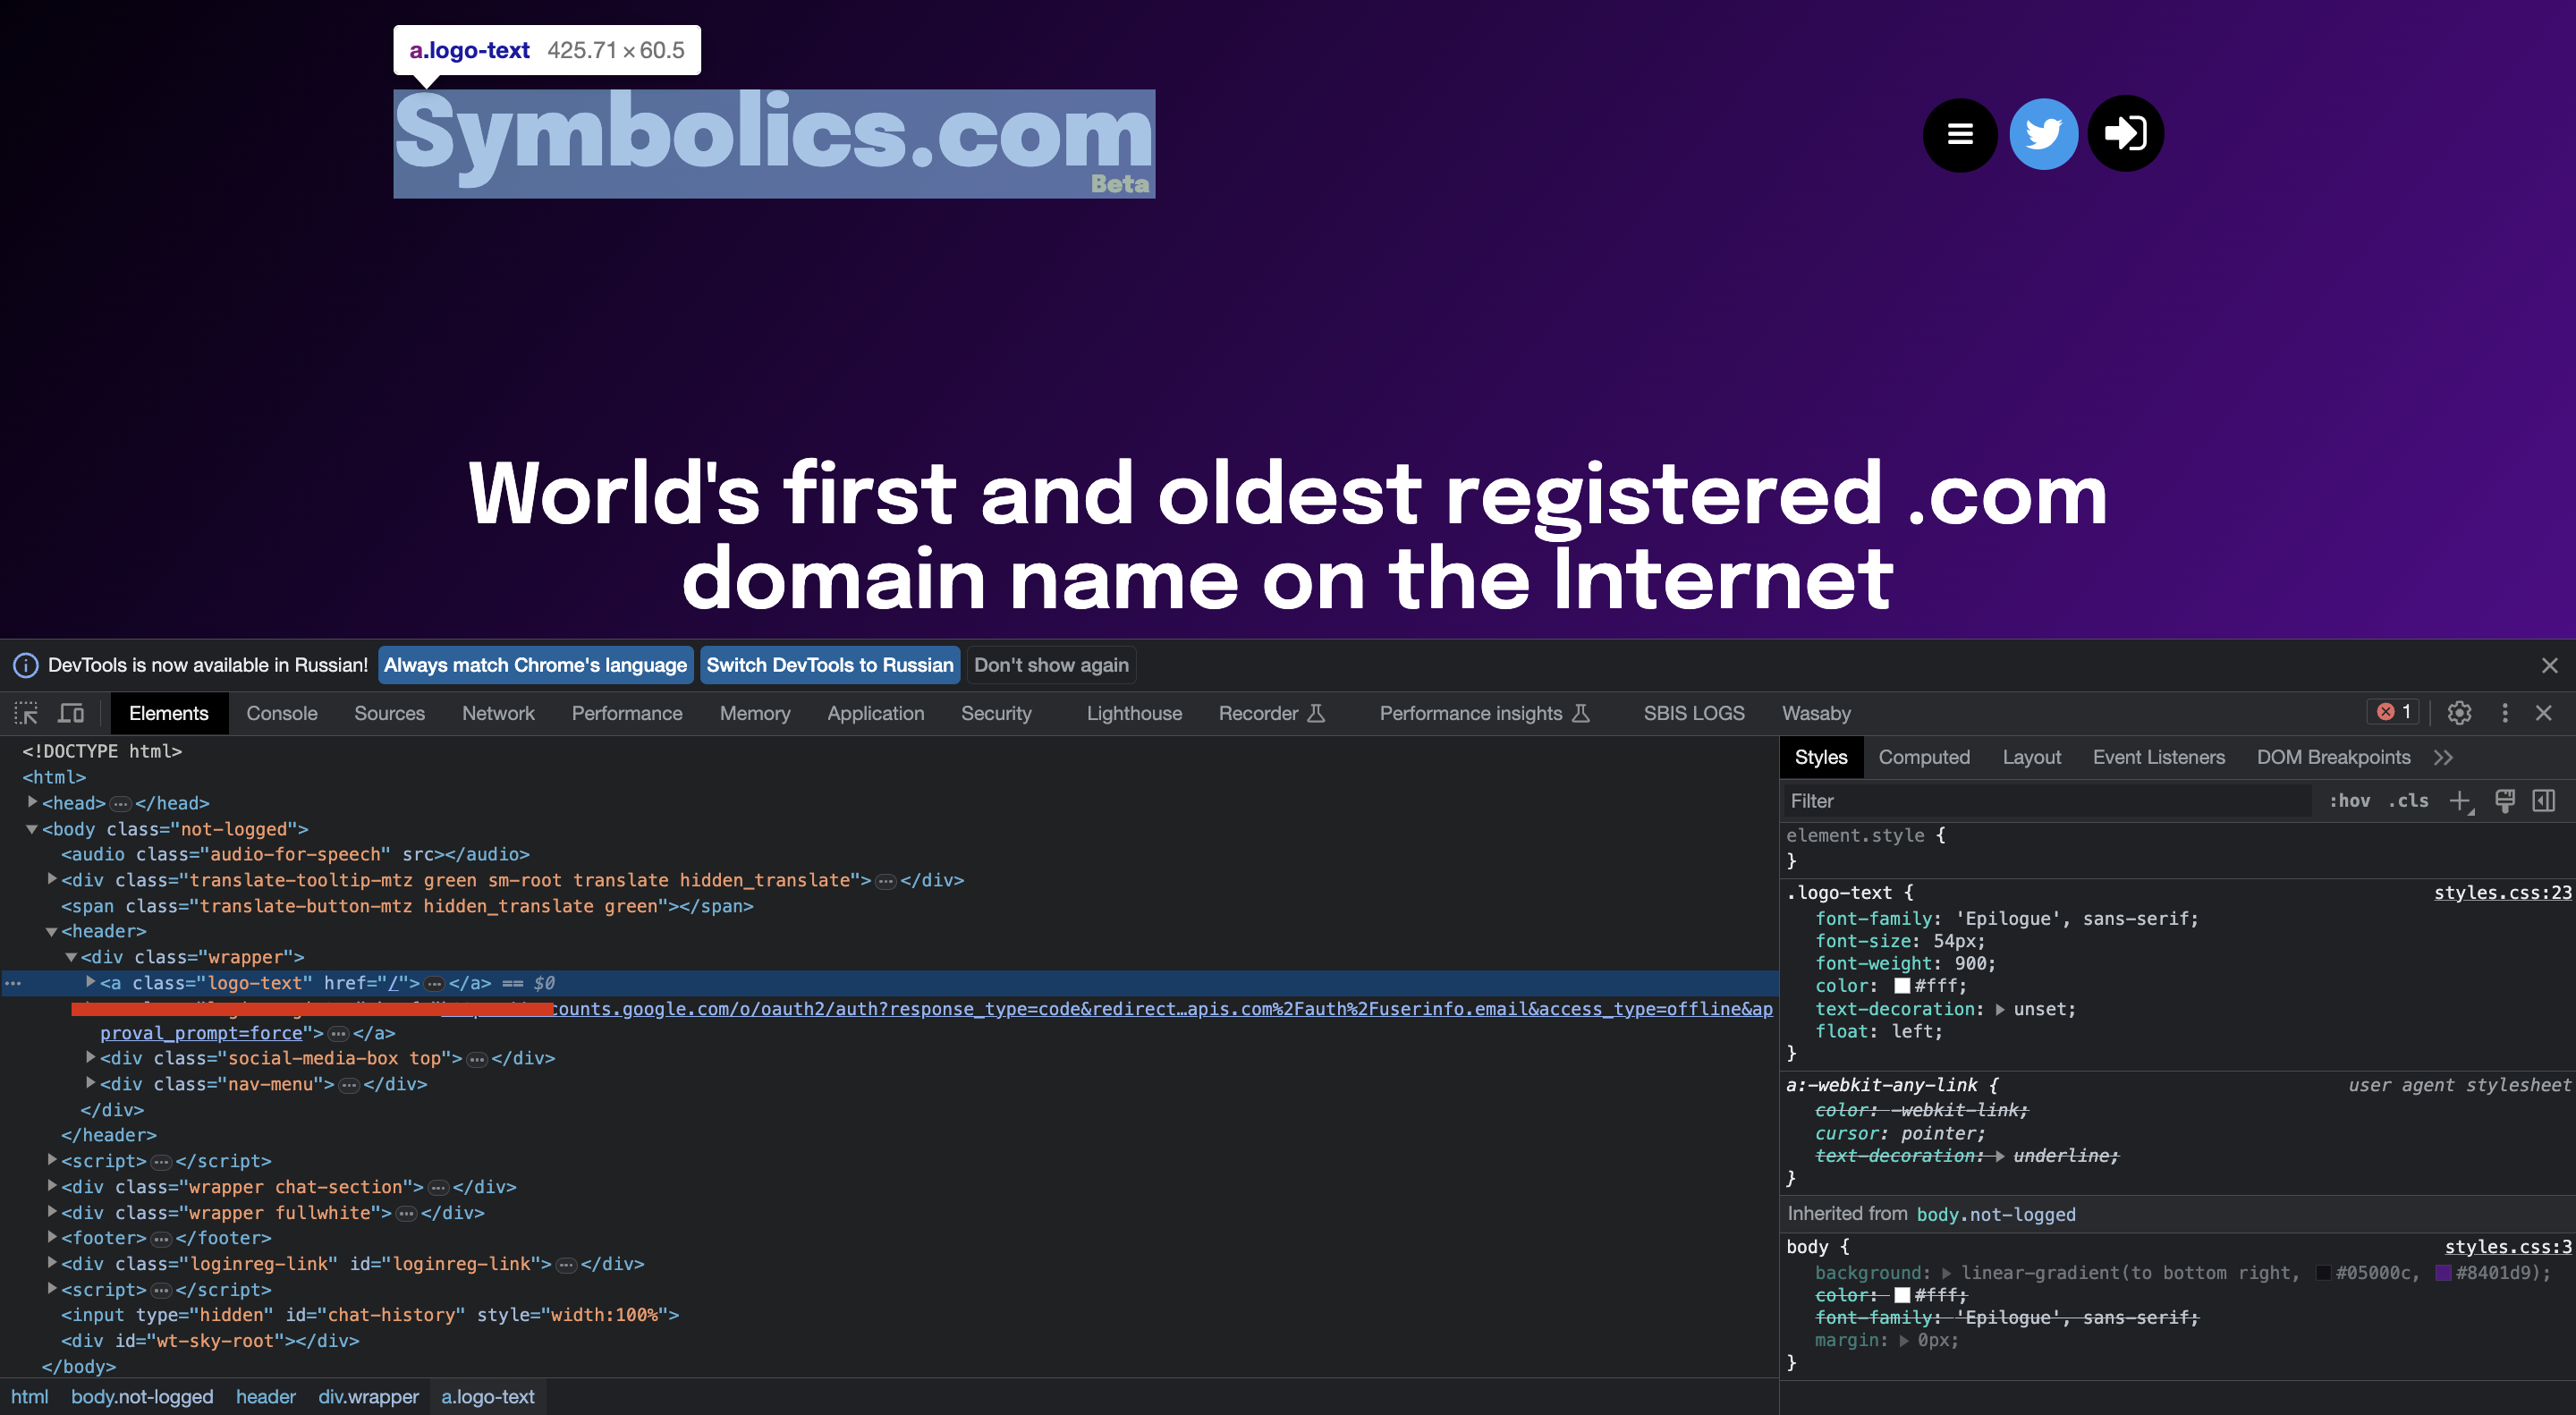 a.logo-text 425.71 × 60.5
Symbolics.com
Beta
World's first and oldest registered .com
domain name on the Internet
DevTools is now available in Russian! Always match Chrome's language Switch DevTools to Russian Don't show again
Elements Console Sources Network Performance Memory Application Security Lighthouse Recorder Performance insights SBIS LOGS Wasaby 1
<!DOCTYPE html>
<html>
<head>…</head>
<body class="not-logged">
<audio class="audio-for-speech" src></audio>
<div class="translate-tooltip-mtz green sm-root translate hidden_translate">…</div>
<span class="translate-button-mtz hidden_translate green"></span>
<header>
<div class="wrapper">
<a class="logo-text" href="/">…</a> == $0
counts.google.com/o/oauth2/auth?response_type=code&redirect…apis.com%2Fauth%2Fuserinfo.email&access_type=offline&ap
proval_prompt=force">…</a>
<div class="social-media-box top">…</div>
<div class="nav-menu">…</div>
</div>
</header>
<script>…</script>
<div class="wrapper chat-section">…</div>
<div class="wrapper fullwhite">…</div>
<footer>…</footer>
<div class="loginreg-link" id="loginreg-link">…</div>
<script>…</script>
<input type="hidden" id="chat-history" style="width:100%">
<div id="wt-sky-root"></div>
</body>
html body.not-logged header div.wrapper a.logo-text
Styles Computed Layout Event Listeners DOM Breakpoints
Filter :hov .cls
element.style {
}
.logo-text { styles.css:23
font-family: 'Epilogue', sans-serif;
font-size: 54px;
font-weight: 900;
color: #fff;
text-decoration: unset;
float: left;
}
a:-webkit-any-link { user agent stylesheet
color: -webkit-link;
cursor: pointer;
text-decoration: underline;
}
Inherited from body.not-logged
body { styles.css:3
background: linear-gradient(to bottom right, #05000c, #8401d9);
color: #fff;
font-family: 'Epilogue', sans-serif;
margin: 0px;
}